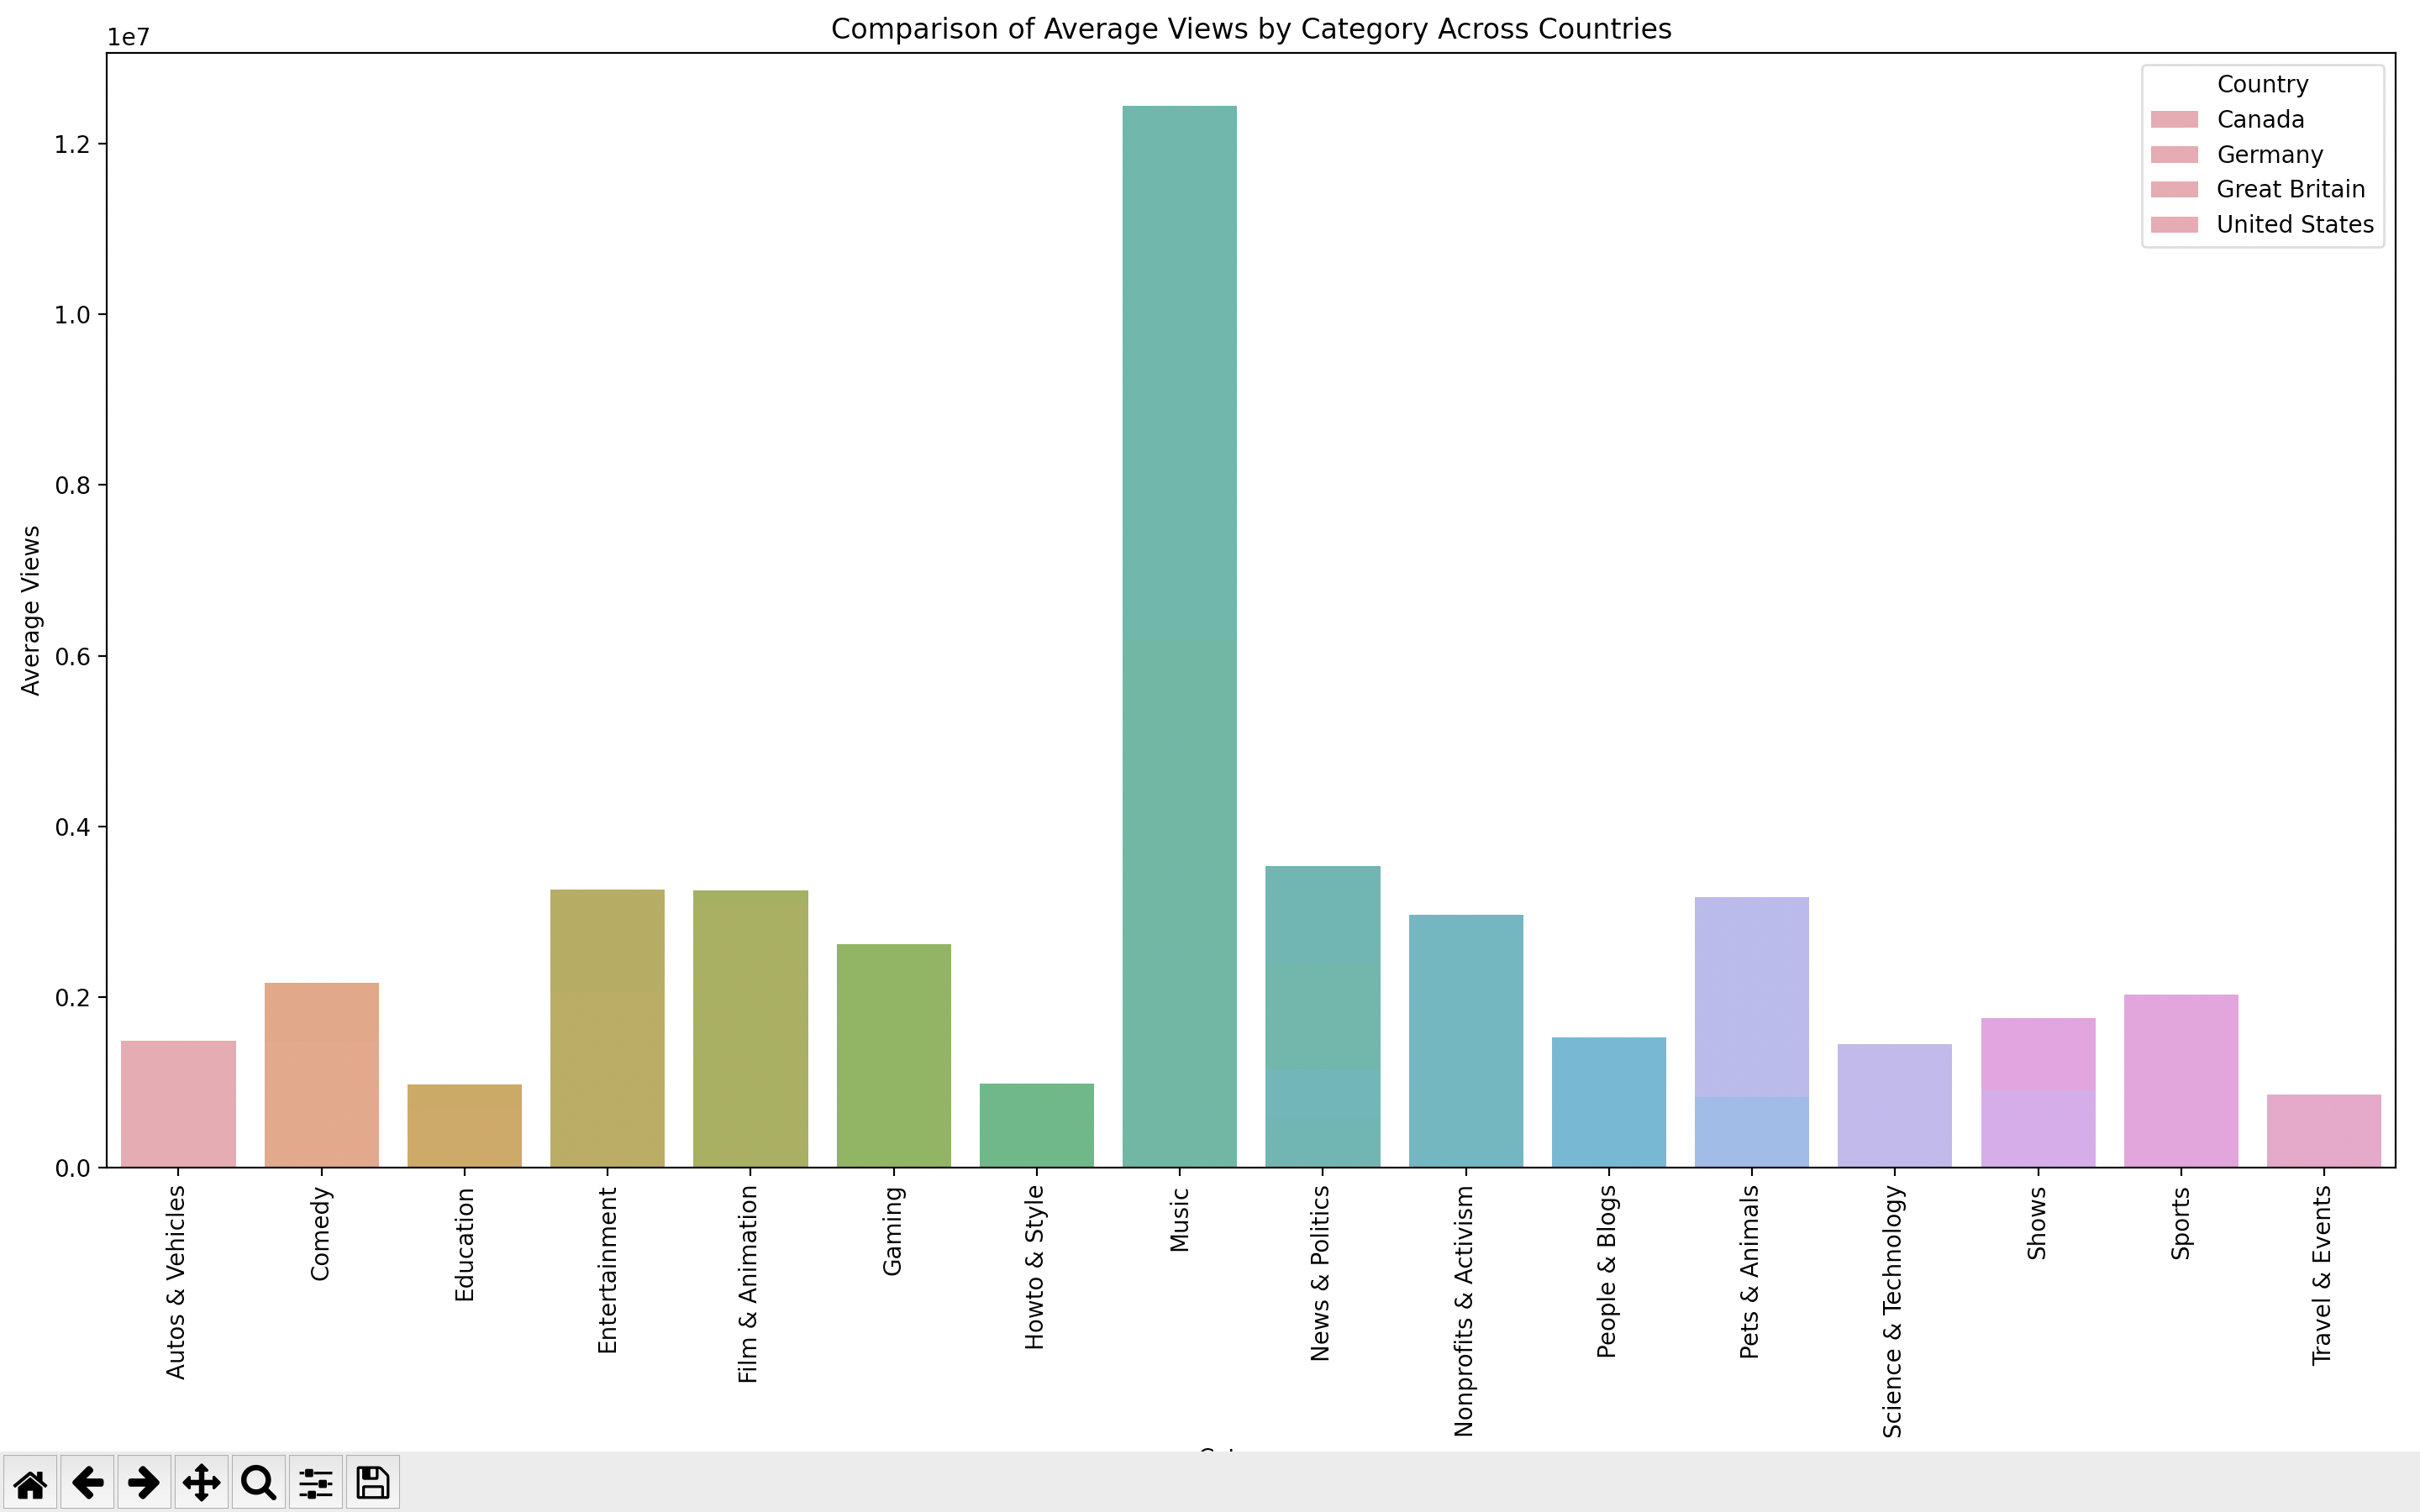 Comparison of Average Views by Category Across Countries
1e7
Country
Canada
Germany
Great Britain
United States
1.2
1.0
0.8
0.6
0.4
0.2
0.0
Average Views
Autos & Vehicles
Comedy
Education
Entertainment
Film & Animation
Gaming
Howto & Style
Music
News & Politics
Nonprofits & Activism
People & Blogs
Pets & Animals
Science & Technology
Shows
Sports
Travel & Events